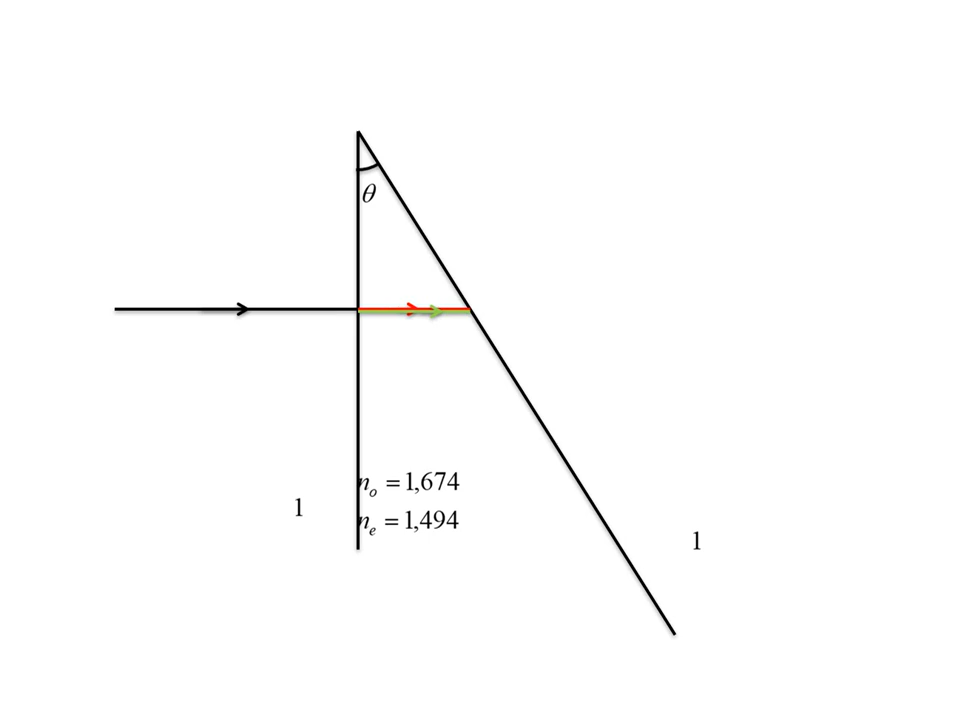 θ
n_o = 1,674
n_e = 1,494
1
1